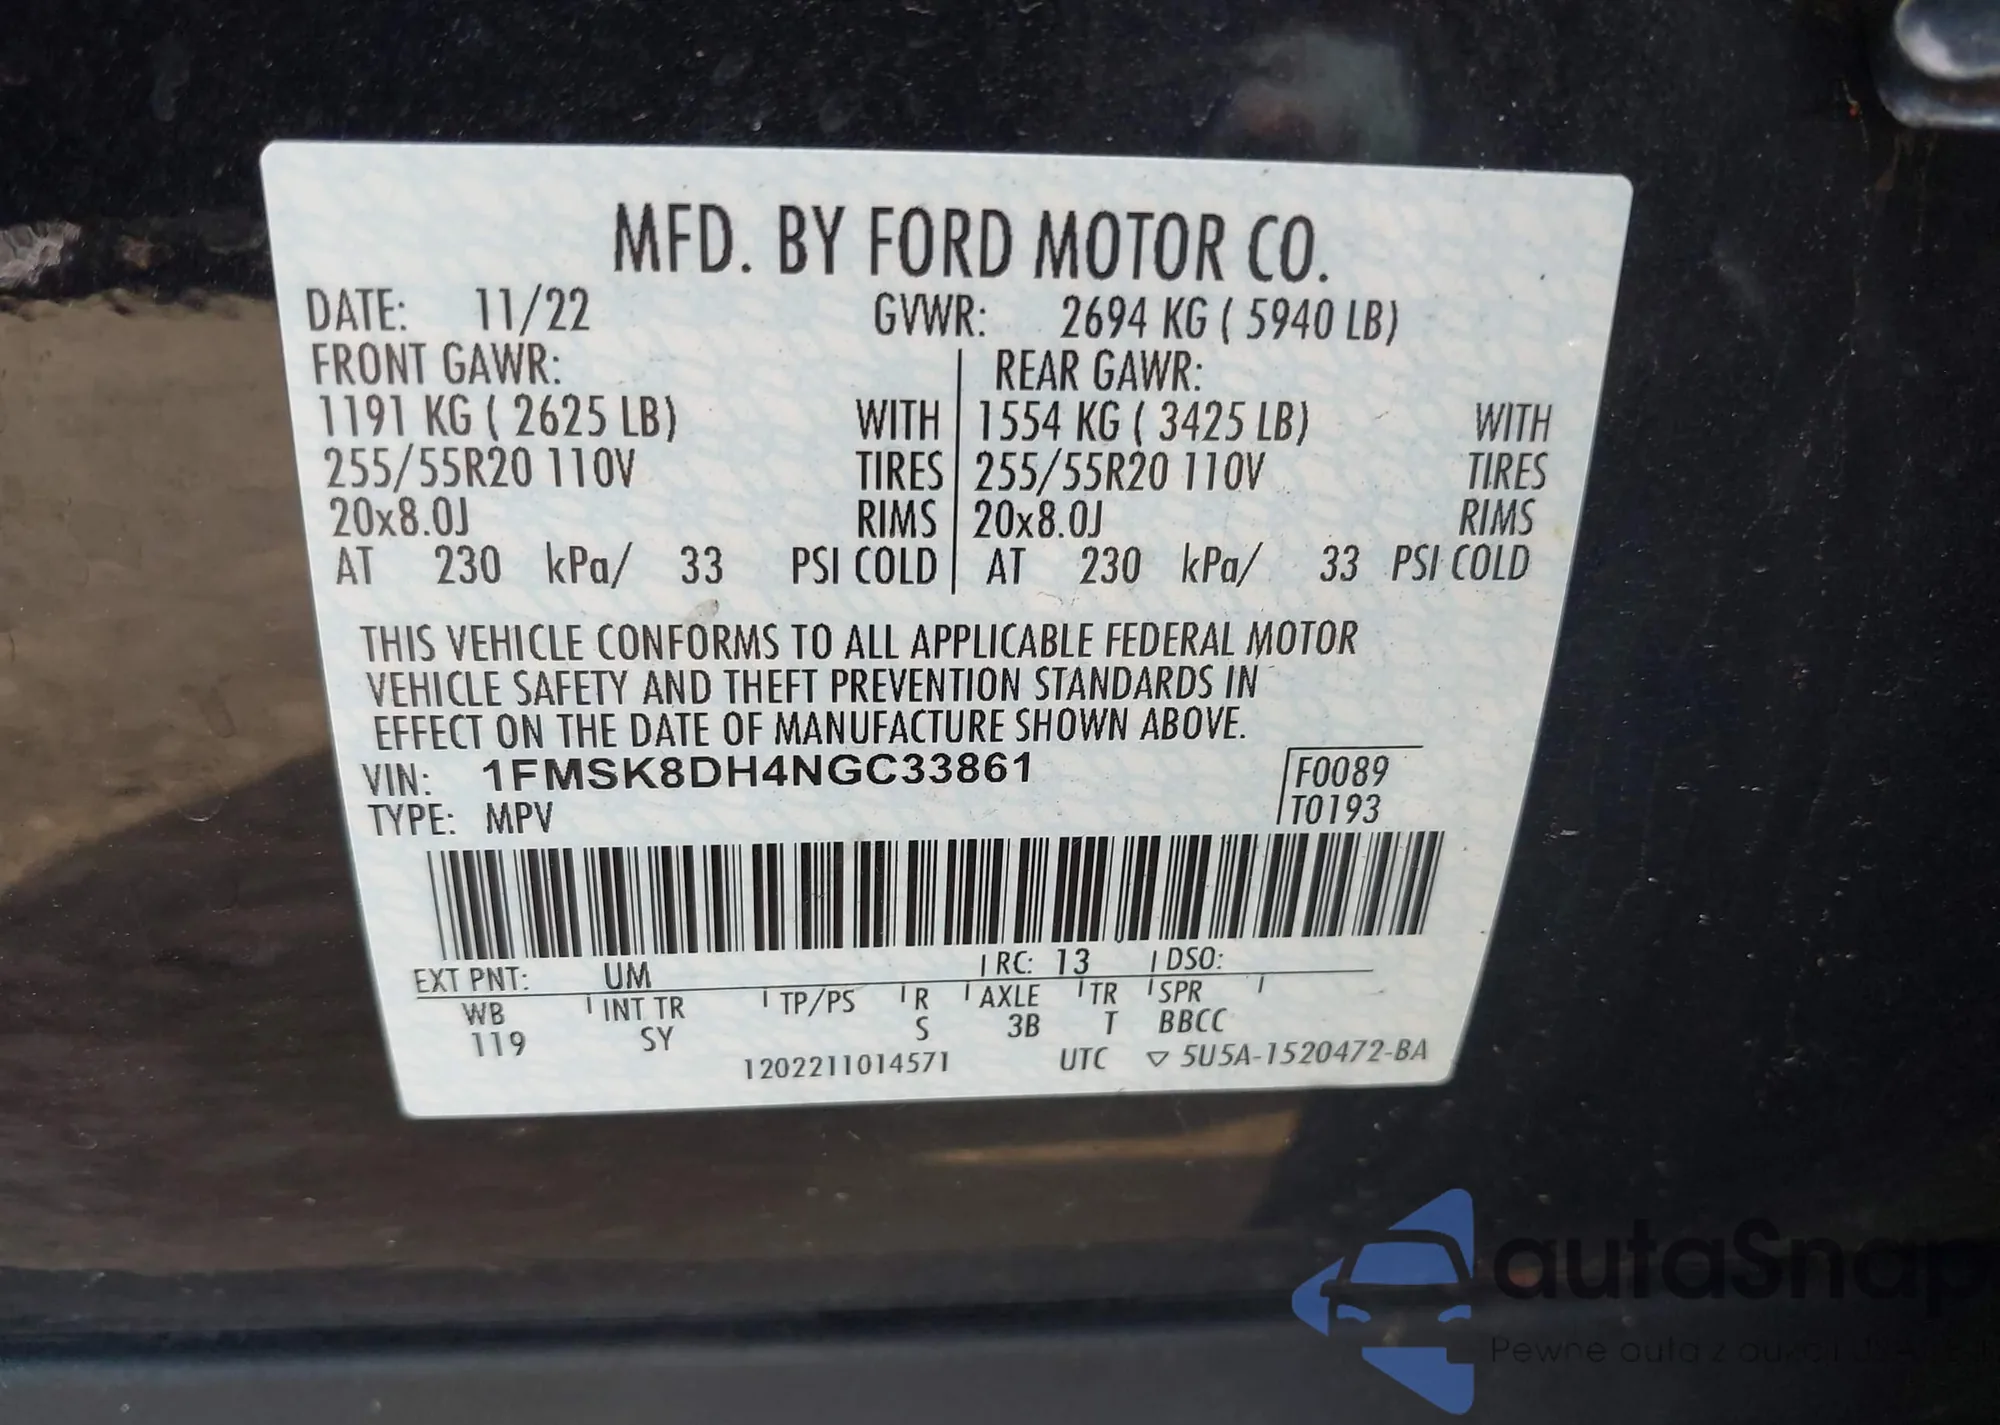 MFD. BY FORD MOTOR CO.
DATE: 11/22 GVWR: 2694 KG ( 5940 LB)
FRONT GAWR: REAR GAWR:
1191 KG ( 2625 LB) WITH 1554 KG ( 3425 LB) WITH
255/55R20 110V TIRES 255/55R20 110V TIRES
20x8.0J RIMS 20x8.0J RIMS
AT 230 kPa/ 33 PSI COLD AT 230 kPa/ 33 PSI COLD
THIS VEHICLE CONFORMS TO ALL APPLICABLE FEDERAL MOTOR
VEHICLE SAFETY AND THEFT PREVENTION STANDARDS IN
EFFECT ON THE DATE OF MANUFACTURE SHOWN ABOVE.
VIN: 1FMSK8DH4NGC33861 F0089
TYPE: MPV T0193
EXT PNT: UM RC: 13 DSO:
WB INT TR TP/PS R AXLE TR SPR
119 SY S 3B T BBCC
1202211014571 UTC ▽ 5U5A-1520472-BA
autaSnap
Pewne auta z aukcji